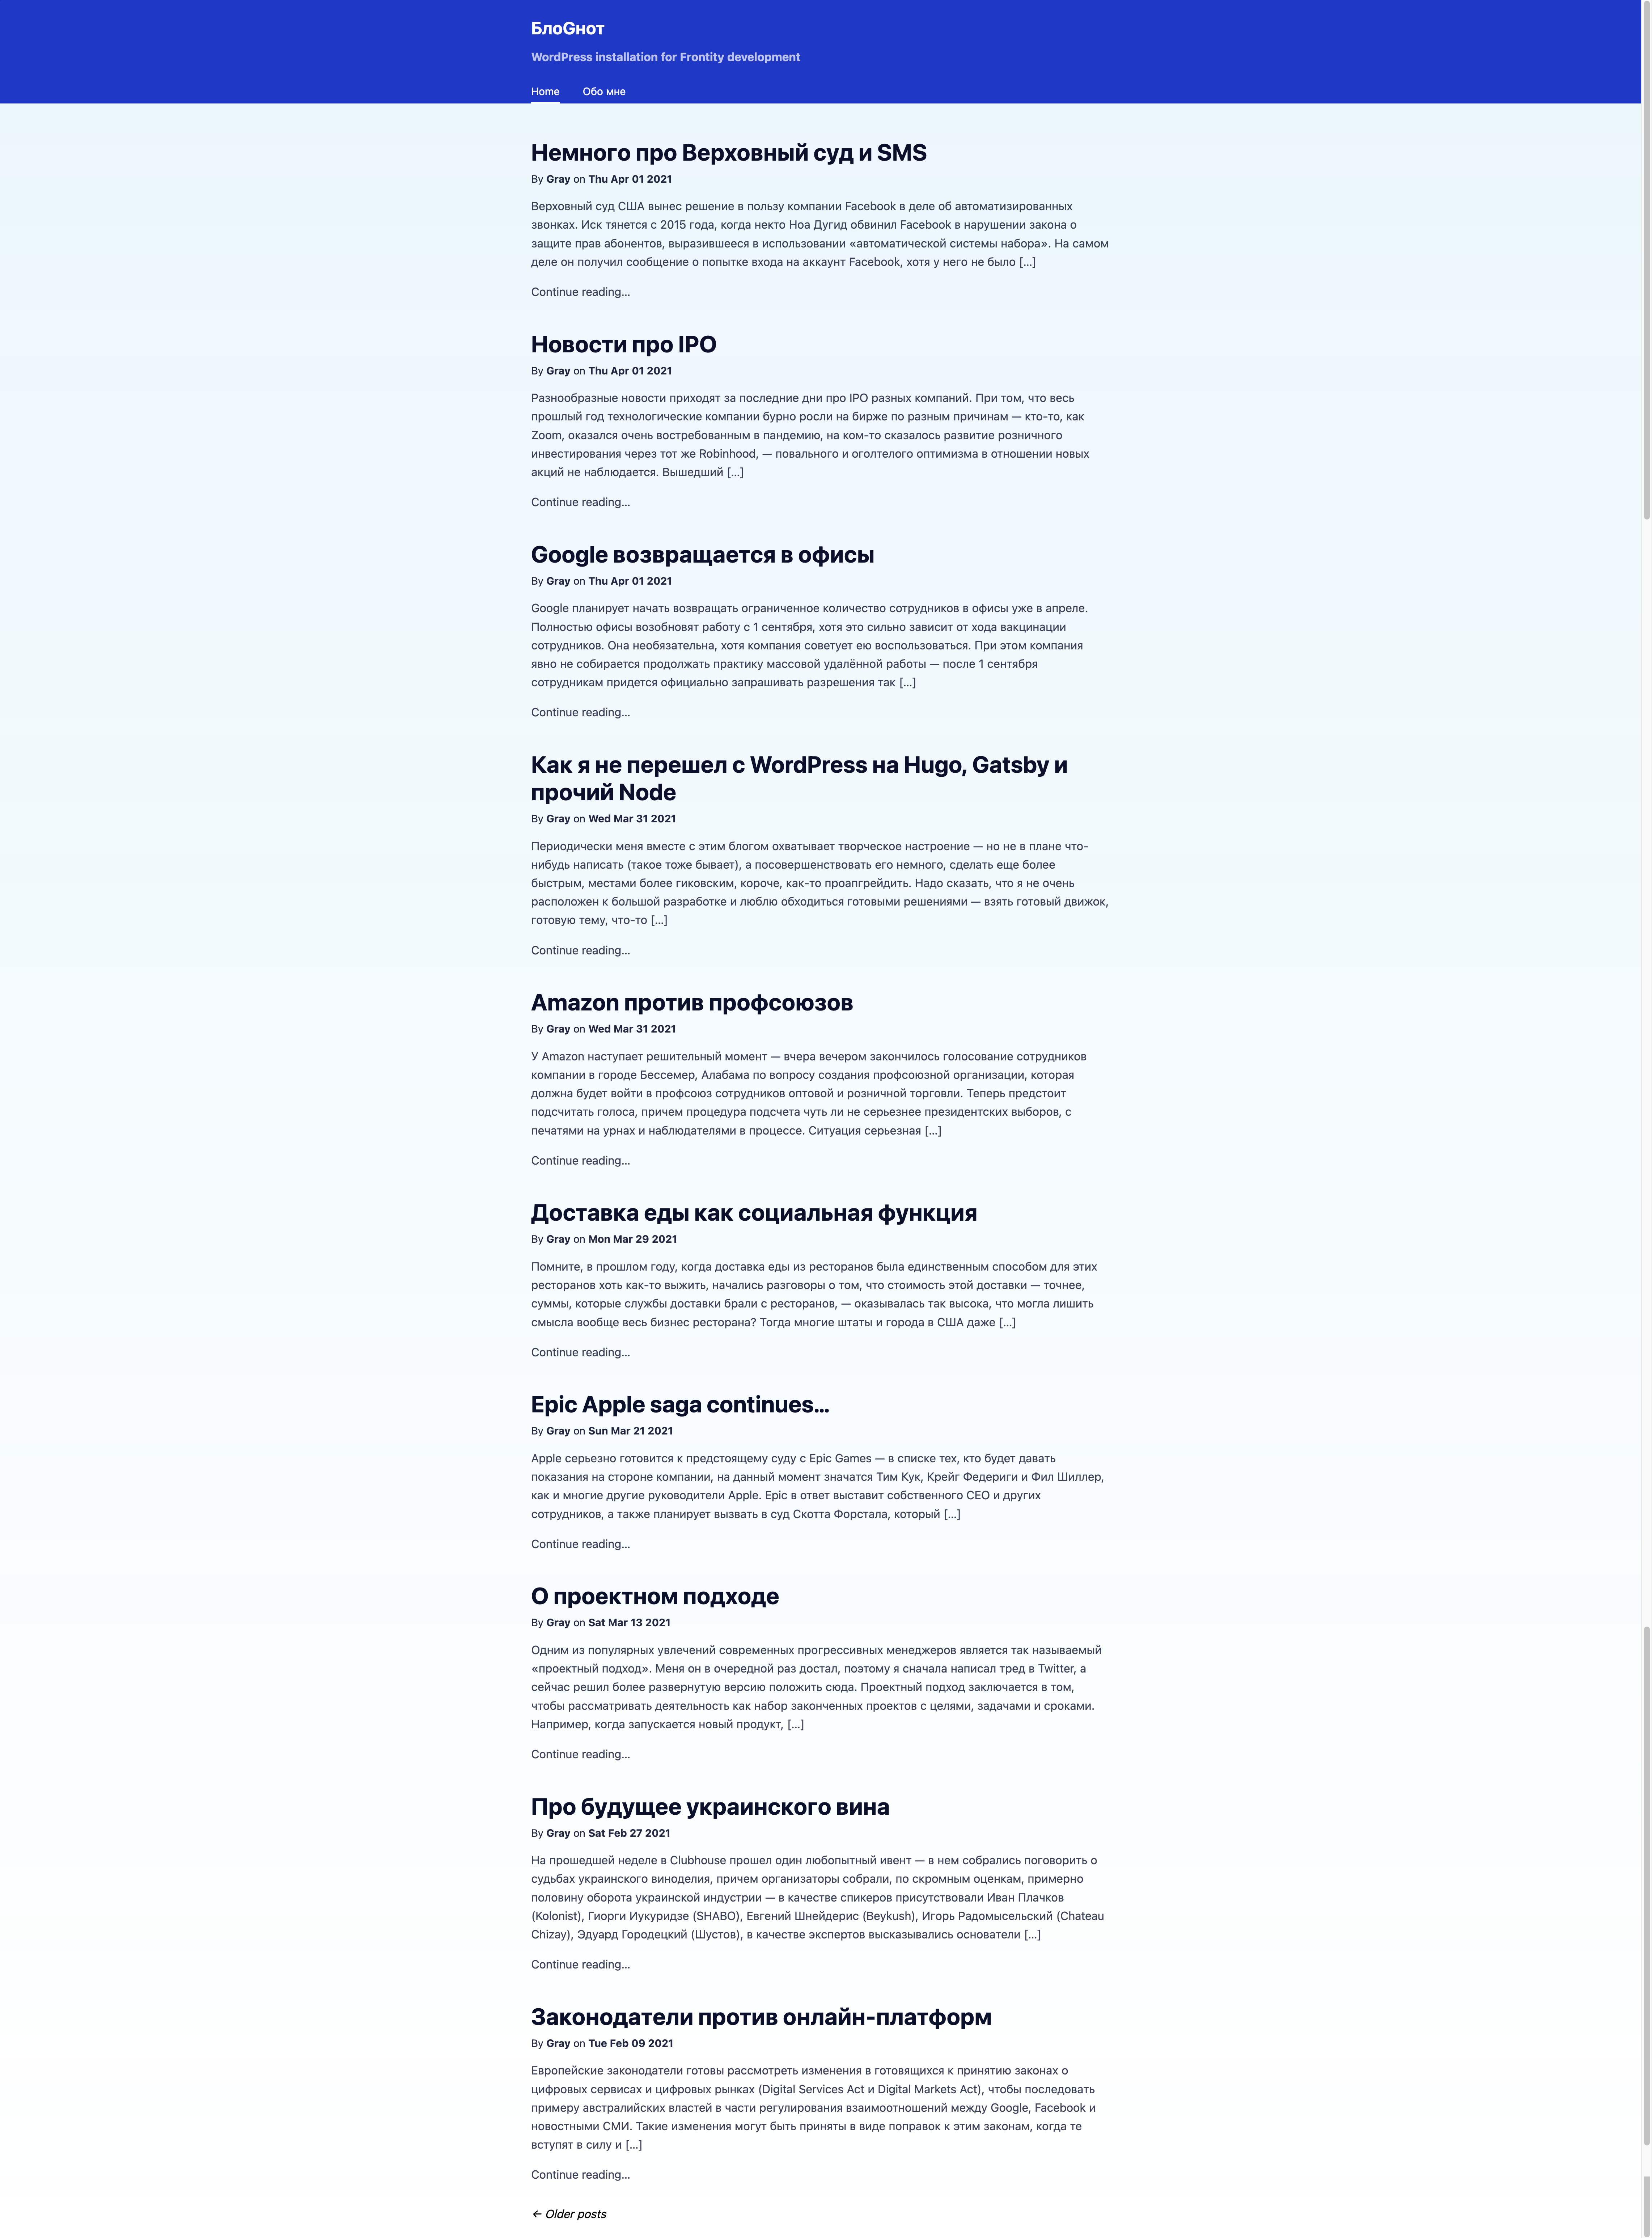 БлоGнот
WordPress installation for Frontity development
Home Обо мне
Немного про Верховный суд и SMS
By Gray on Thu Apr 01 2021
Верховный суд США вынес решение в пользу компании Facebook в деле об автоматизированных
звонках. Иск тянется с 2015 года, когда некто Ноа Дугид обвинил Facebook в нарушении закона о
защите прав абонентов, выразившееся в использовании «автоматической системы набора». На самом
деле он получил сообщение о попытке входа на аккаунт Facebook, хотя у него не было [...]
Continue reading...
Новости про IPO
By Gray on Thu Apr 01 2021
Разнообразные новости приходят за последние дни про IPO разных компаний. При том, что весь
прошлый год технологические компании бурно росли на бирже по разным причинам — кто-то, как
Zoom, оказался очень востребованным в пандемию, на ком-то сказалось развитие розничного
инвестирования через тот же Robinhood, — повального и оголтелого оптимизма в отношении новых
акций не наблюдается. Вышедший [...]
Continue reading...
Google возвращается в офисы
By Gray on Thu Apr 01 2021
Google планирует начать возвращать ограниченное количество сотрудников в офисы уже в апреле.
Полностью офисы возобновят работу с 1 сентября, хотя это сильно зависит от хода вакцинации
сотрудников. Она необязательна, хотя компания советует ею воспользоваться. При этом компания
явно не собирается продолжать практику массовой удалённой работы — после 1 сентября
сотрудникам придется официально запрашивать разрешения так [...]
Continue reading...
Как я не перешел с WordPress на Hugo, Gatsby и
прочий Node
By Gray on Wed Mar 31 2021
Периодически меня вместе с этим блогом охватывает творческое настроение — но не в плане что-
нибудь написать (такое тоже бывает), а посовершенствовать его немного, сделать еще более
быстрым, местами более гиковским, короче, как-то проапгрейдить. Надо сказать, что я не очень
расположен к большой разработке и люблю обходиться готовыми решениями — взять готовый движок,
готовую тему, что-то [...]
Continue reading...
Amazon против профсоюзов
By Gray on Wed Mar 31 2021
У Amazon наступает решительный момент — вчера вечером закончилось голосование сотрудников
компании в городе Бессемер, Алабама по вопросу создания профсоюзной организации, которая
должна будет войти в профсоюз сотрудников оптовой и розничной торговли. Теперь предстоит
подсчитать голоса, причем процедура подсчета чуть ли не серьезнее президентских выборов, с
печатями на урнах и наблюдателями в процессе. Ситуация серьезная [...]
Continue reading...
Доставка еды как социальная функция
By Gray on Mon Mar 29 2021
Помните, в прошлом году, когда доставка еды из ресторанов была единственным способом для этих
ресторанов хоть как-то выжить, начались разговоры о том, что стоимость этой доставки — точнее,
суммы, которые службы доставки брали с ресторанов, — оказывалась так высока, что могла лишить
смысла вообще весь бизнес ресторана? Тогда многие штаты и города в США даже [...]
Continue reading...
Epic Apple saga continues...
By Gray on Sun Mar 21 2021
Apple серьезно готовится к предстоящему суду с Epic Games — в списке тех, кто будет давать
показания на стороне компании, на данный момент значатся Тим Кук, Крейг Федериги и Фил Шиллер,
как и многие другие руководители Apple. Epic в ответ выставит собственного CEO и других
сотрудников, а также планирует вызвать в суд Скотта Форстала, который [...]
Continue reading...
О проектном подходе
By Gray on Sat Mar 13 2021
Одним из популярных увлечений современных прогрессивных менеджеров является так называемый
«проектный подход». Меня он в очередной раз достал, поэтому я сначала написал тред в Twitter, а
сейчас решил более развернутую версию положить сюда. Проектный подход заключается в том,
чтобы рассматривать деятельность как набор законченных проектов с целями, задачами и сроками.
Например, когда запускается новый продукт, [...]
Continue reading...
Про будущее украинского вина
By Gray on Sat Feb 27 2021
На прошедшей неделе в Clubhouse прошел один любопытный ивент — в нем собрались поговорить о
судьбах украинского виноделия, причем организаторы собрали, по скромным оценкам, примерно
половину оборота украинской индустрии — в качестве спикеров присутствовали Иван Плачков
(Kolonist), Гиорги Иукуридзе (SHABO), Евгений Шнейдерис (Beykush), Игорь Радомысельский (Chateau
Chizay), Эдуард Городецкий (Шустов), в качестве экспертов высказывались основатели [...]
Continue reading...
Законодатели против онлайн-платформ
By Gray on Tue Feb 09 2021
Европейские законодатели готовы рассмотреть изменения в готовящихся к принятию законах о
цифровых сервисах и цифровых рынках (Digital Services Act и Digital Markets Act), чтобы последовать
примеру австралийских властей в части регулирования взаимоотношений между Google, Facebook и
новостными СМИ. Такие изменения могут быть приняты в виде поправок к этим законам, когда те
вступят в силу и [...]
Continue reading...
← Older posts